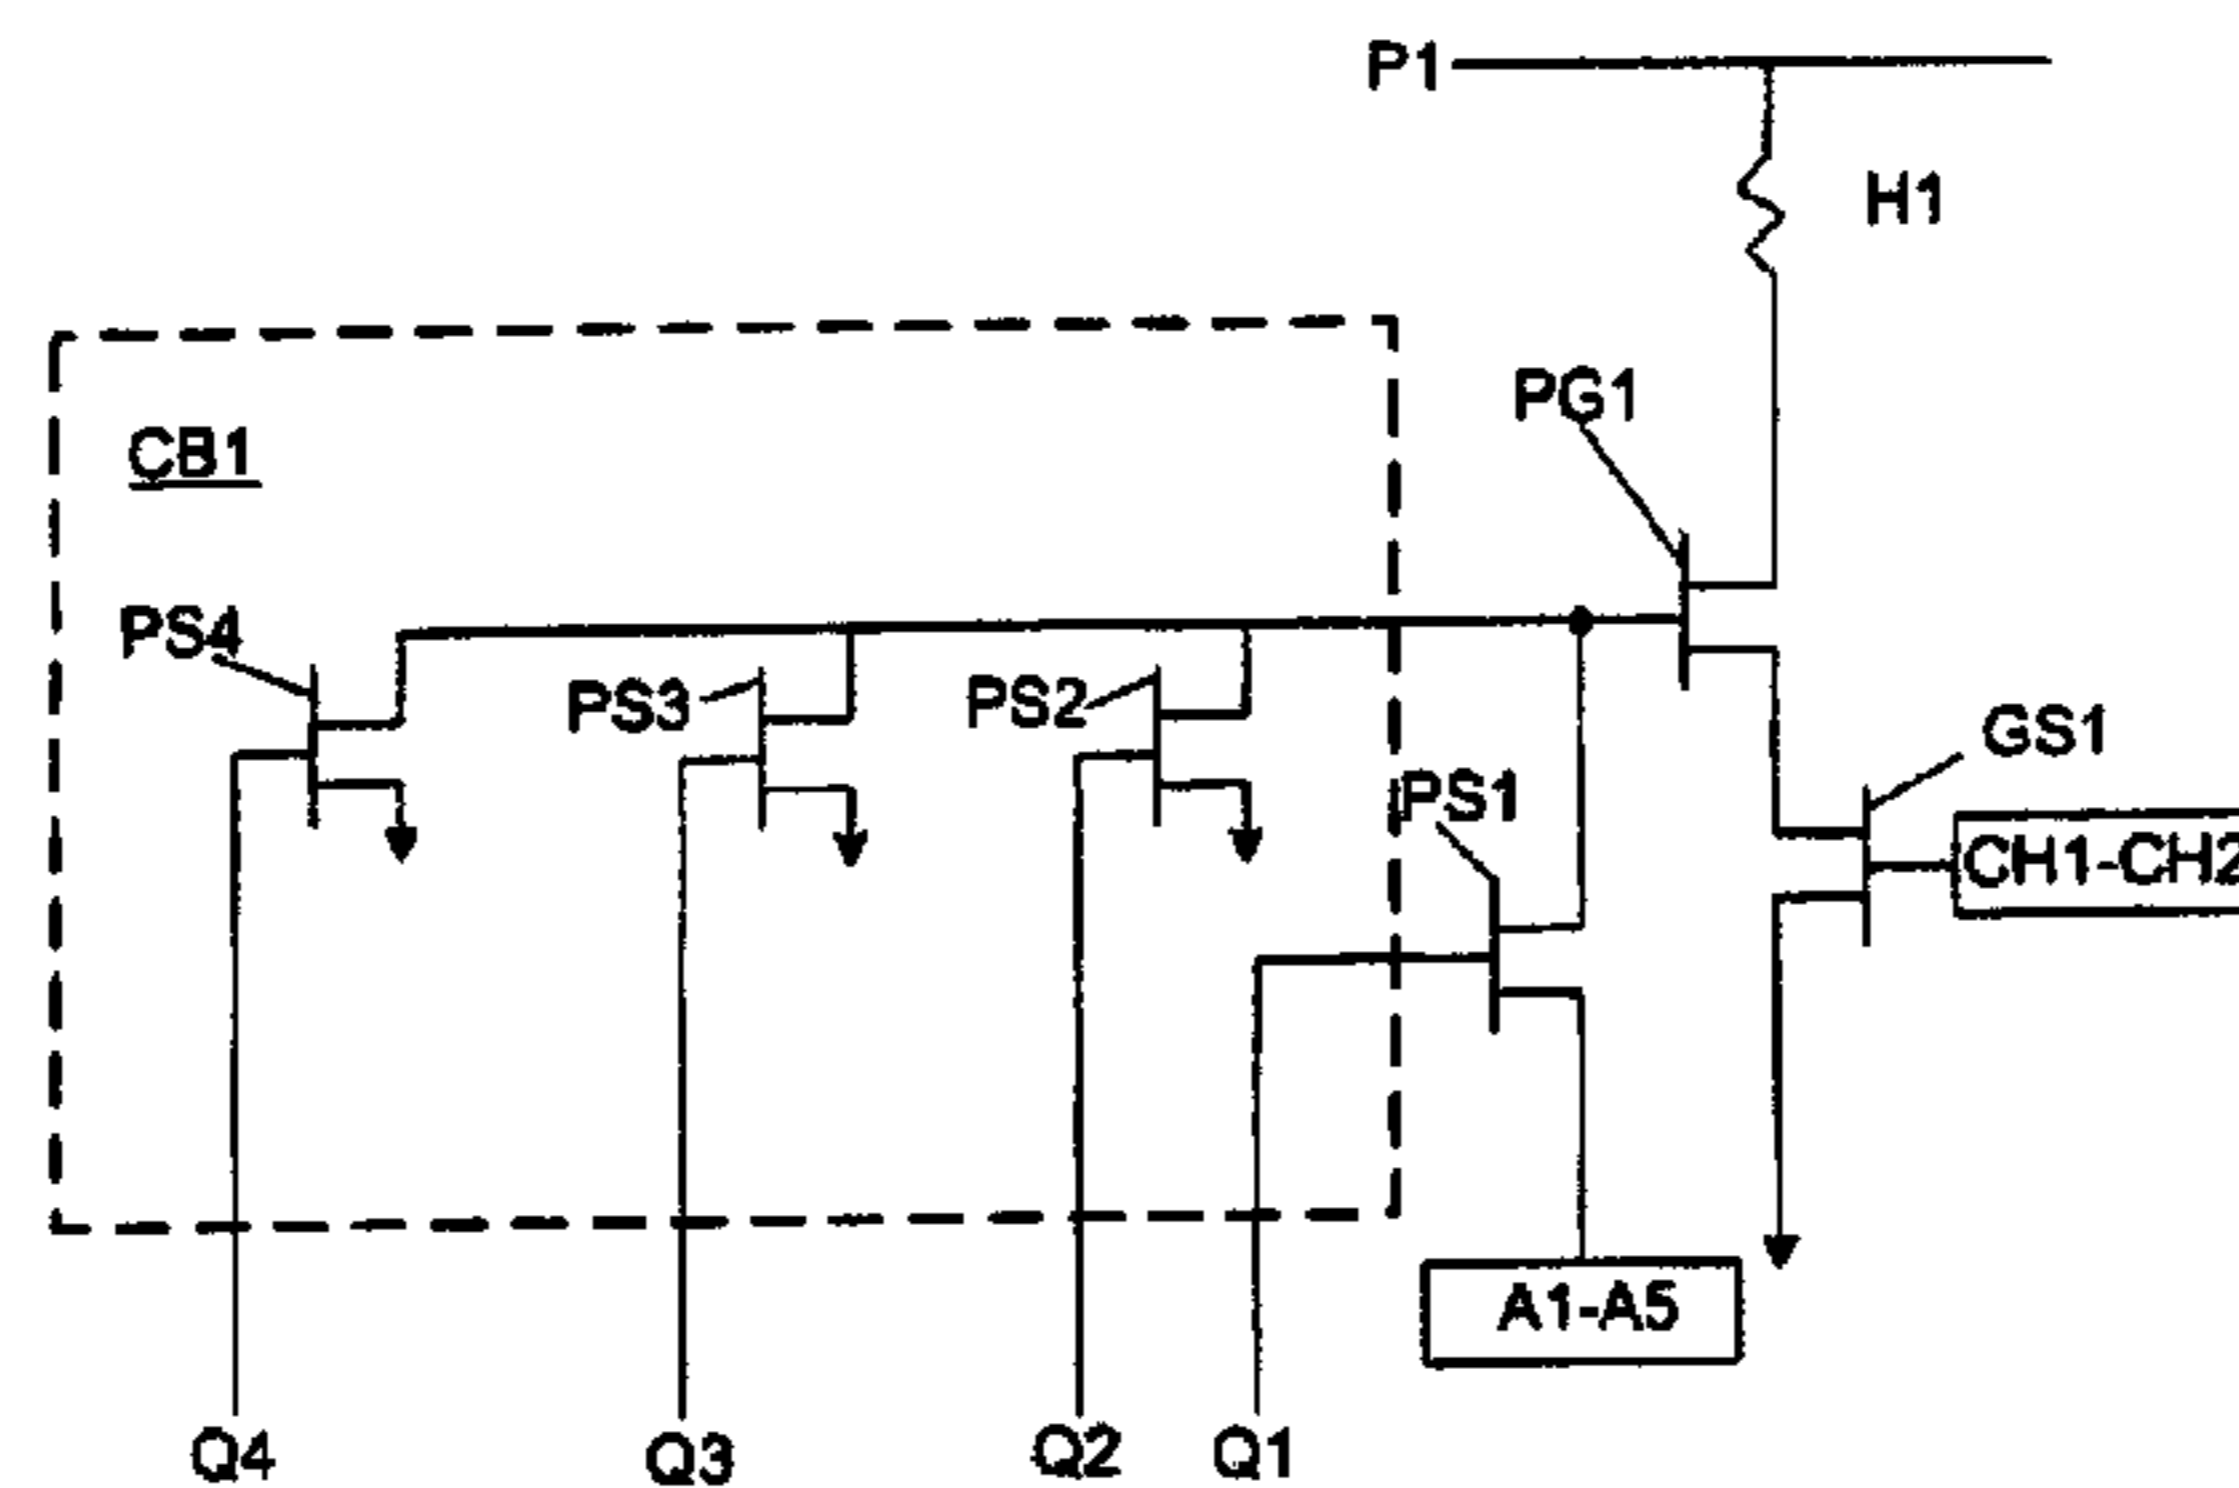 P1
H1
PG1
CB1
PS4
PS3
PS2
GS1
PS1
CH1-CH2
A1-A5
Q4
Q3
Q2
Q1